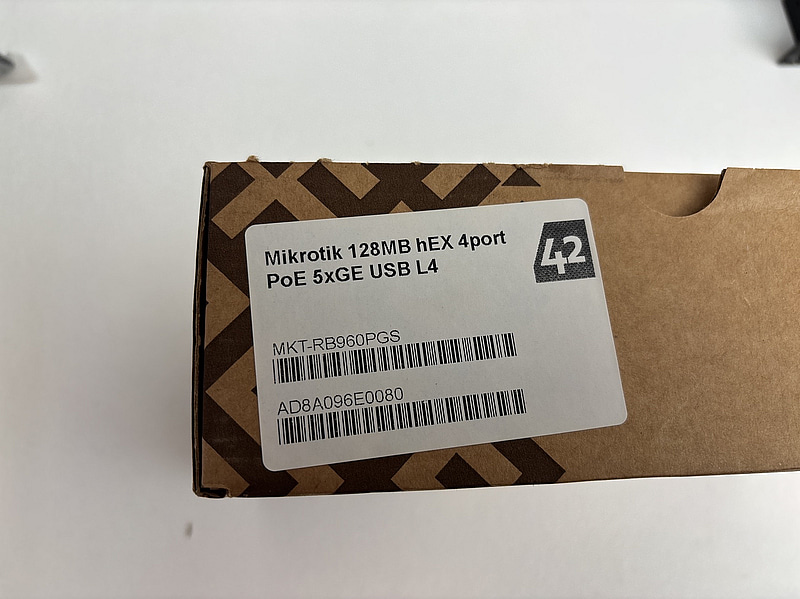 Mikrotik 128MB hEX 4port
PoE 5xGE USB L4
42
MKT-RB960PGS
AD8A096E0080